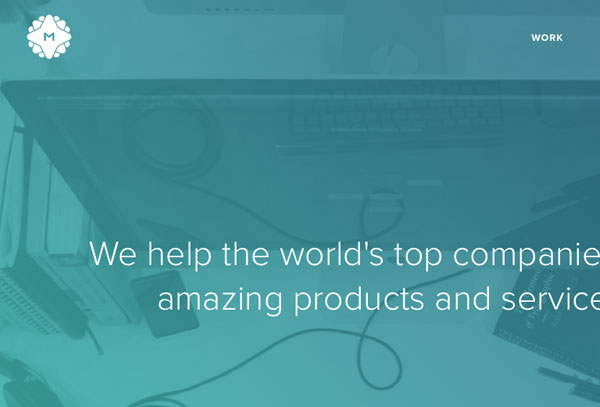 M
WORK
We help the world's top companie
amazing products and service